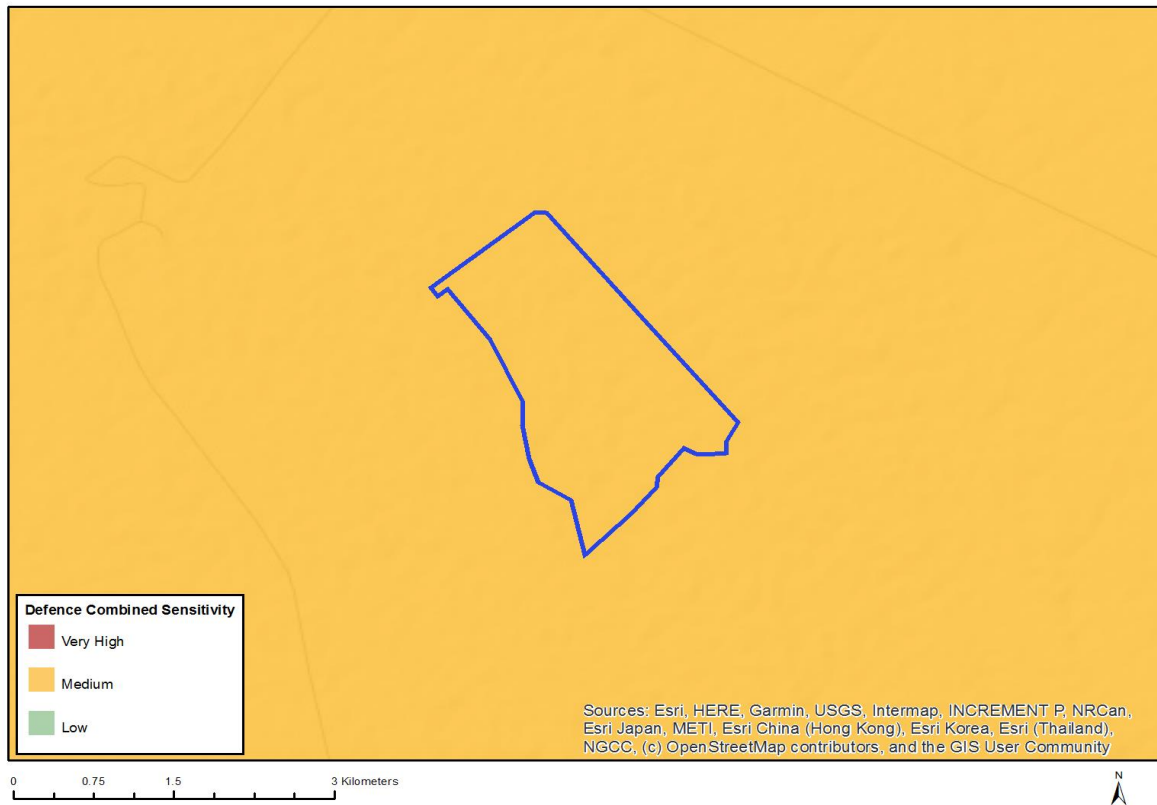 Defence Combined Sensitivity
Very High
Medium
Low
Sources: Esri, HERE, Garmin, USGS, Intermap, INCREMENT P, NRCan,
Esri Japan, METI, Esri China (Hong Kong), Esri Korea, Esri (Thailand),
NGCC, (c) OpenStreetMap contributors, and the GIS User Community
0 0.75 1.5 3 Kilometers
N